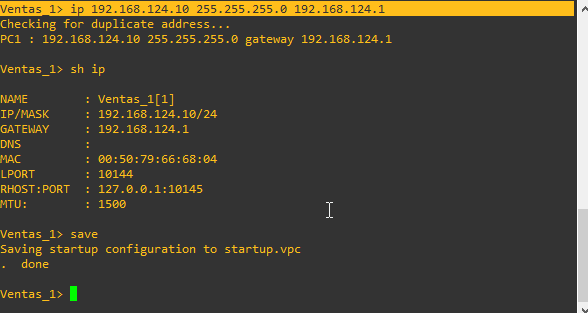 Ventas_1> ip 192.168.124.10 255.255.255.0 192.168.124.1
Checking for duplicate address...
PC1 : 192.168.124.10 255.255.255.0 gateway 192.168.124.1
Ventas_1> sh ip
NAME        : Ventas_1[1]
IP/MASK     : 192.168.124.10/24
GATEWAY     : 192.168.124.1
DNS         :
MAC         : 00:50:79:66:68:04
LPORT       : 10144
RHOST:PORT  : 127.0.0.1:10145
MTU:        : 1500
Ventas_1> save
Saving startup configuration to startup.vpc
.  done
Ventas_1>